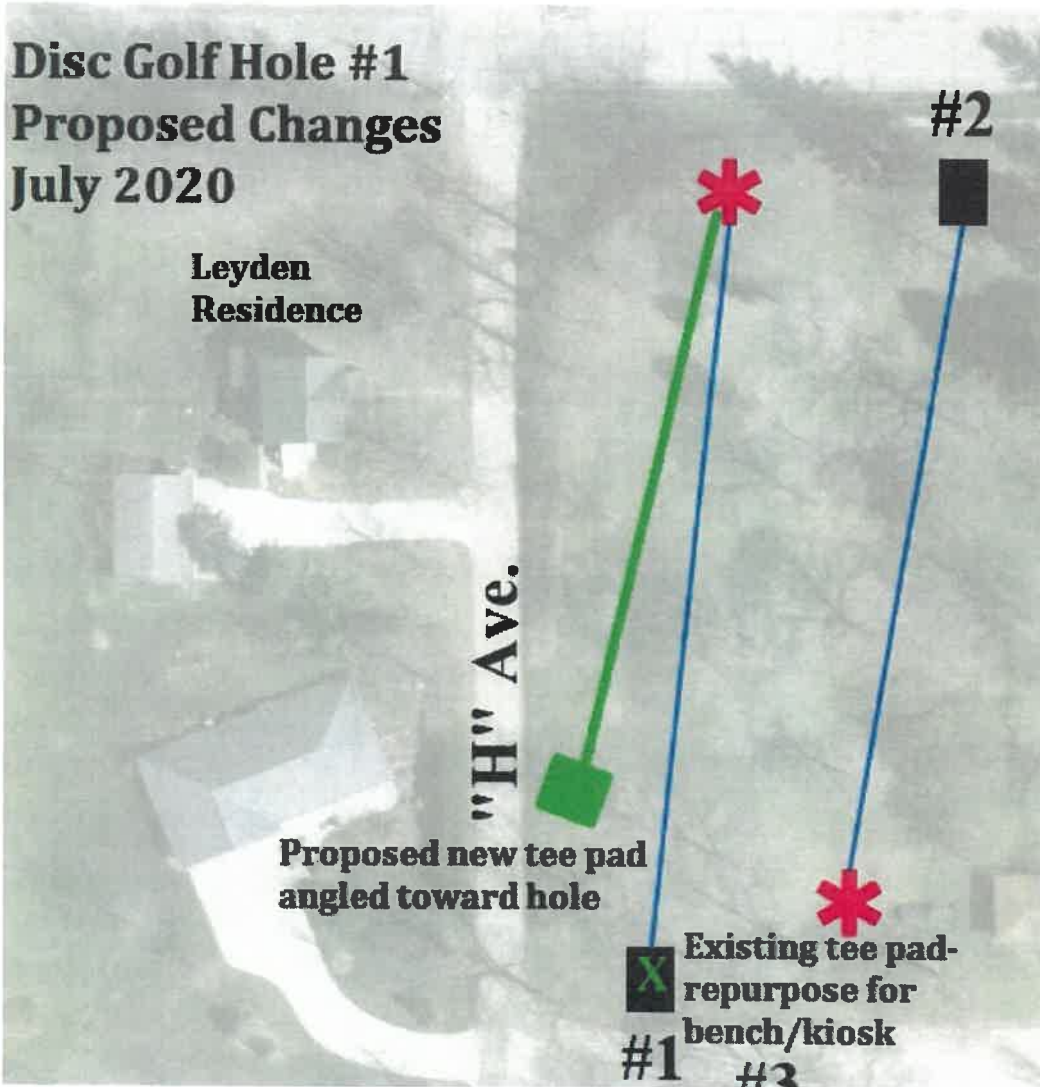 Disc Golf Hole #1
Proposed Changes
July 2020
#2
Leyden
Residence
"H" Ave.
Proposed new tee pad
angled toward hole
X
Existing tee pad-
repurpose for
bench/kiosk
#1
#3